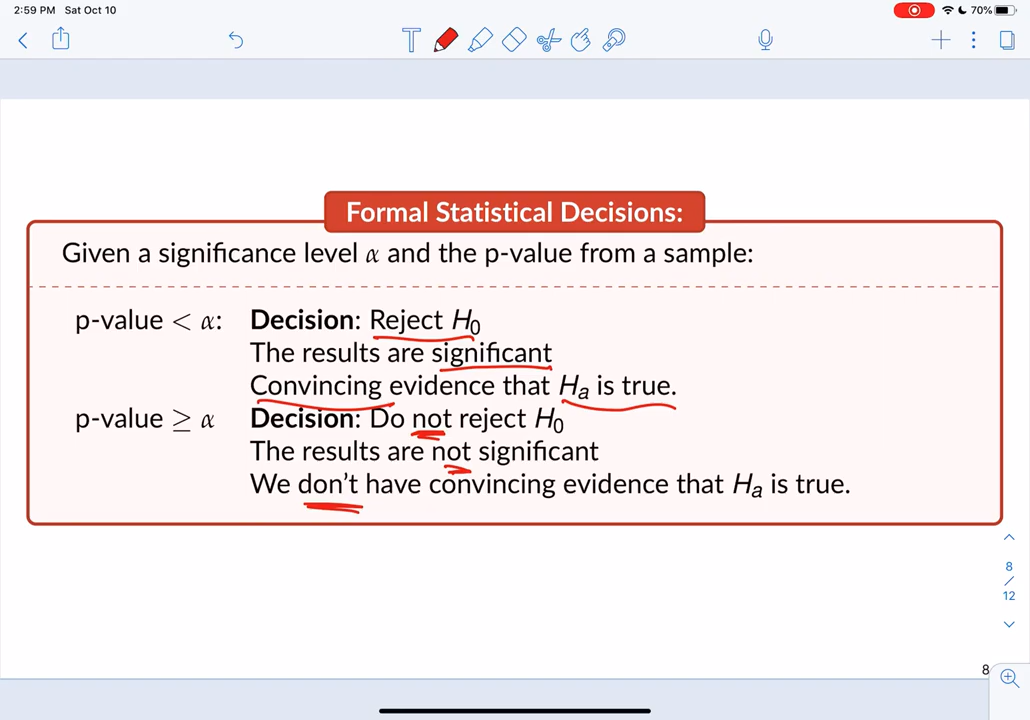 2:59 PM Sat Oct 10
70%
T
Formal Statistical Decisions:
Given a significance level α and the p-value from a sample:
p-value < α: Decision: Reject H₀
The results are significant
Convincing evidence that Hₐ is true.
p-value ≥ α Decision: Do not reject H₀
The results are not significant
We don't have convincing evidence that Hₐ is true.
8
/
12
8